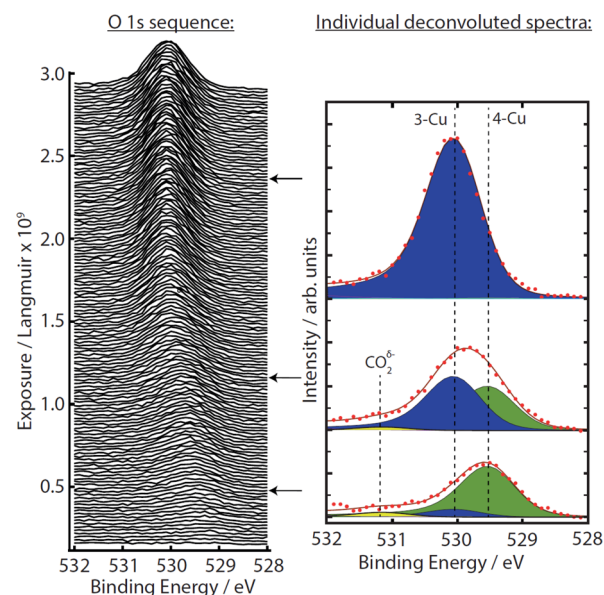 O 1s sequence:
Individual deconvoluted spectra:
Exposure / Langmuir x 10⁹
3.0
2.5
2.0
1.5
1.0
0.5
532 531 530 529 528
Binding Energy / eV
Intensity / arb. units
3-Cu 4-Cu
CO₂^δ-
532 531 530 529 528
Binding Energy / eV